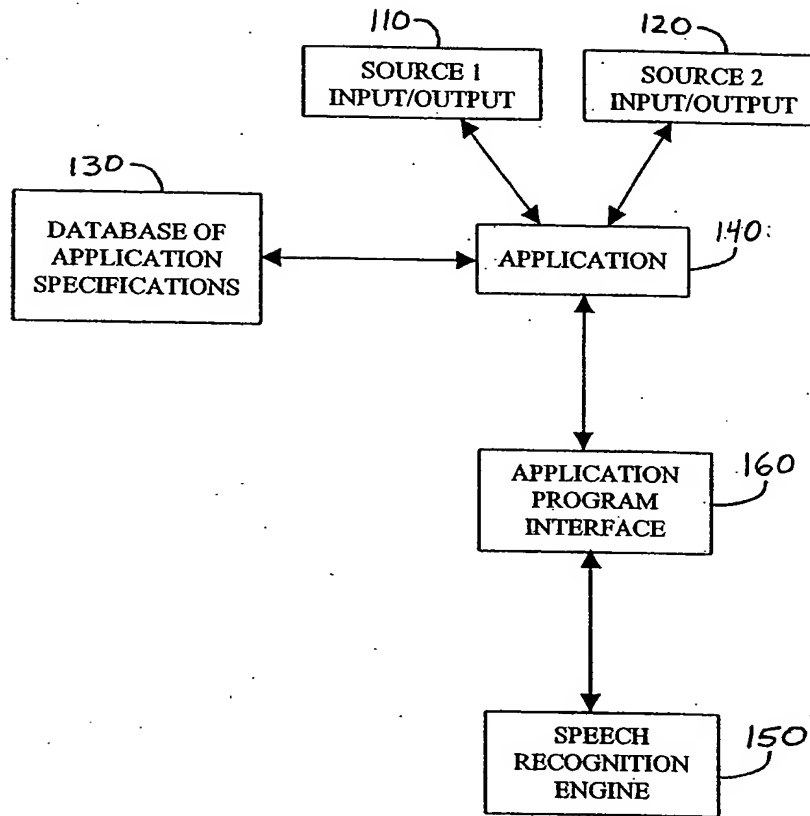 110
120
SOURCE 1
INPUT/OUTPUT
SOURCE 2
INPUT/OUTPUT
130
DATABASE OF
APPLICATION
SPECIFICATIONS
APPLICATION
140
APPLICATION
PROGRAM
INTERFACE
160
SPEECH
RECOGNITION
ENGINE
150